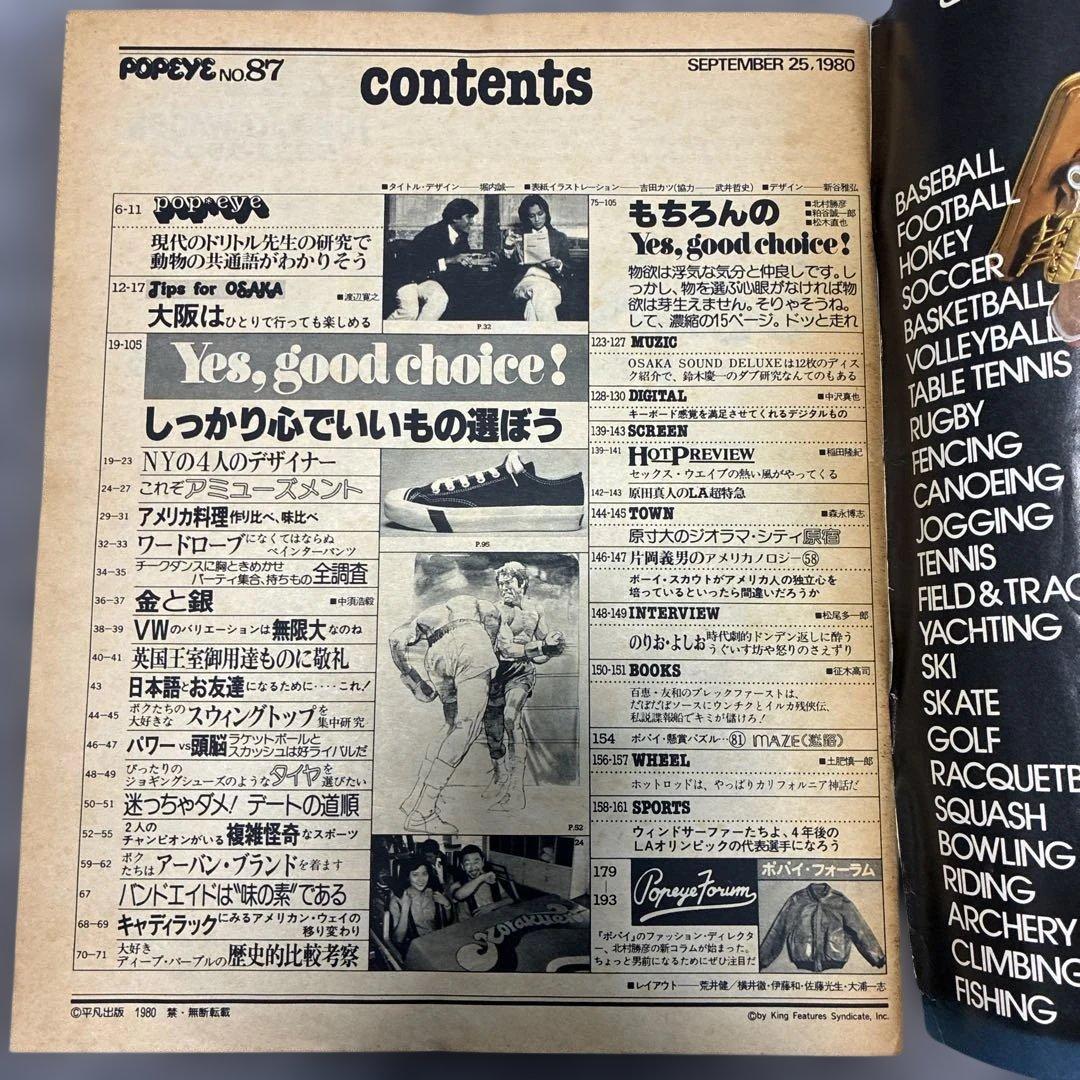 POPEYE NO.87
contents
SEPTEMBER 25, 1980
■タイトル・デザイン――堀内誠一 ■表紙イラストレーション――吉田カツ(協力――武井哲史) ■デザイン――新谷雅弘
6-11 pop・eye
現代のドリトル先生の研究で
動物の共通語がわかりそう
12-17 Tips for OSAKA ■渡辺寛之
大阪はひとりで行っても楽しめる
P.32
19-105
Yes, good choice!
しっかり心でいいもの選ぼう
19-23 NYの4人のデザイナー
24-27 これぞアミューズメント
29-31 アメリカ料理作り比べ、味比べ
32-33 ワードローブになくてはならぬ
ペインターパンツ
34-35 チークダンスに胸ときめかせ
パーティ集合、持ちもの全調査
36-37 金と銀 ■中須浩毅
38-39 VWのバリエーションは無限大なのね
40-41 英国王室御用達ものに敬礼
43 日本語とお友達になるために‥‥これ!
44-45 ボクたちの
大好きなスウィングトップを
集中研究
46-47 パワーvs頭脳ラケットボールと
スカッシュは好ライバルだ
48-49 ぴったりの
ジョギングシューズのようなタイヤを
選びたい
50-51 迷っちゃダメ! デートの道順
52-55 2人の
チャンピオンがいる複雑怪奇なスポーツ
59-62 ボク
たちはアーバン・ブランドを着ます
67 バンドエイドは“味の素”である
68-69 キャディラックにみるアメリカン・ウェイの
移り変わり
70-71 大好き
ディープ・パープルの歴史的比較考察
P.95
P.52
24
75-105 もちろんの
■北村勝彦
■粕谷誠一郎
■松木直也
Yes, good choice!
物欲は浮気な気分と仲良しです。し
っかし、物を選ぶ心眼がなければ物
欲は芽生えません。そりゃそうね。
して、濃縮の15ページ。ドッと走れ
123-127 MUZIC
OSAKA SOUND DELUXEは12枚のディス
ク紹介で、鈴木慶一のダブ研究なんてのもある
128-130 DIGITAL ■中沢真也
キーボード感覚を満足させてくれるデジタルもの
139-143 SCREEN
139-141 HOT PREVIEW ■稲田隆紀
セックス・ウエイブの熱い風がやってくる
142-143 原田真人のLA超特急
144-145 TOWN ■森永博志
原寸大のジオラマ・シティ原宿
146-147 片岡義男のアメリカノロジー58
ボーイ・スカウトがアメリカ人の独立心を
培っているといったら間違いだろうか
148-149 INTERVIEW ■松尾多一郎
のりお・よしお時代劇的ドンデン返しに酔う
うぐいす坊や怒りのさえずり
150-151 BOOKS ■征木高司
百恵・友和のブレックファーストは、
だぼだぼソースにウンチクとイルカ残侠伝、
私説諜報船でキミが儲けろ!
154 ポパイ・懸賞パズル‥81 MAZE(迷路)
156-157 WHEEL ■土肥慎一郎
ホットロッドは、やっぱりカリフォルニア神話だ
158-161 SPORTS
ウィンドサーファーたちよ、4年後の
LAオリンピックの代表選手になろう
179-193 Popeye Forum
ポパイ・フォーラム
『ポパイ』のファッション・ディレクタ
ー、北村勝彦の新コラムが始まった。
ちょっと男前になるためにぜひ注目だ
■レイアウト――荒井健/横井徹・伊藤和・佐藤光生・大浦一志
©平凡出版 1980 禁・無断転載
©by King Features Syndicate, Inc.
BASEBALL
FOOTBALL
HOKEY
SOCCER
BASKETBALL
VOLLEYBALL
TABLE TENNIS
RUGBY
FENCING
CANOEING
JOGGING
TENNIS
FIELD & TRAC
YACHTING
SKI
SKATE
GOLF
RACQUETB
SQUASH
BOWLING
RIDING
ARCHERY
CLIMBING
FISHING